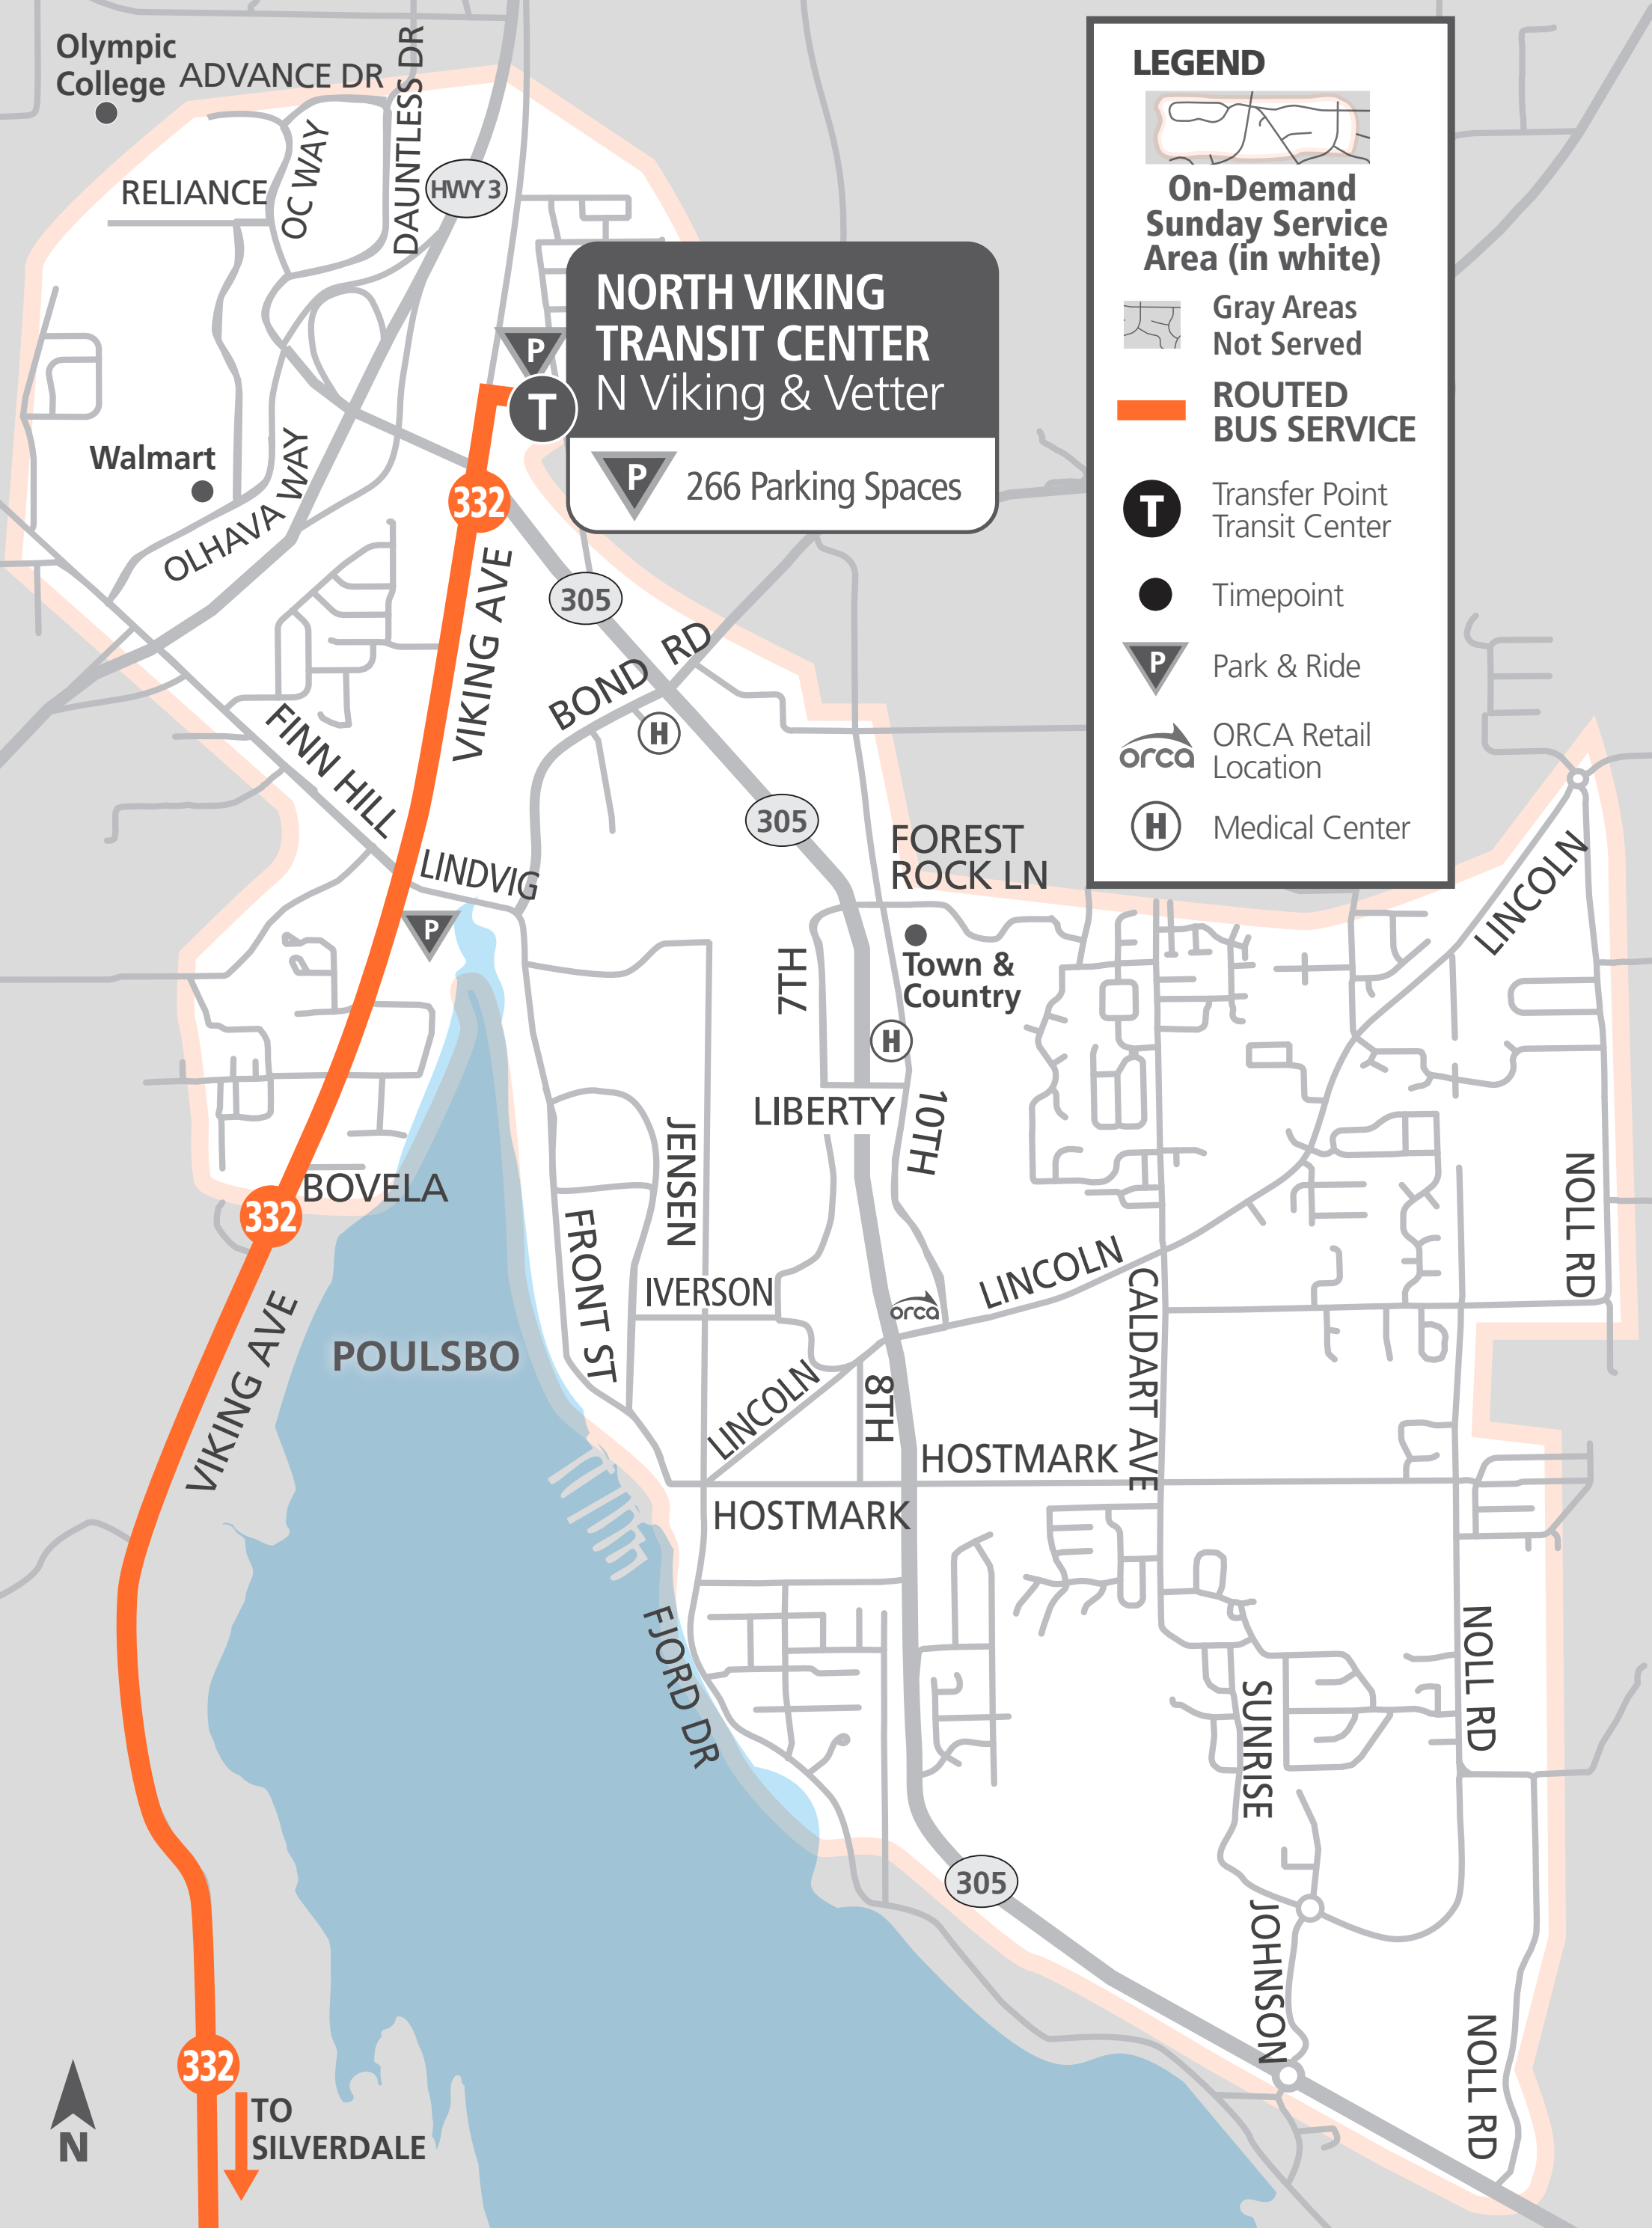 Olympic
College
ADVANCE DR
DAUNTLESS DR
OC WAY
RELIANCE
HWY 3
P
T
NORTH VIKING
TRANSIT CENTER
N Viking & Vetter
P
266 Parking Spaces
Walmart
OLHAVA WAY
332
VIKING AVE
305
BOND RD
H
FINN HILL
LINDVIG
P
305
FOREST
ROCK LN
Town &
Country
7TH
H
LIBERTY
10TH
JENSEN
BOVELA
332
FRONT ST
IVERSON
orca
LINCOLN
LINCOLN
CALDART AVE
NOLL RD
VIKING AVE
POULSBO
LINCOLN
8TH
HOSTMARK
HOSTMARK
FJORD DR
SUNRISE
NOLL RD
305
JOHNSON
NOLL RD
332
TO
SILVERDALE
N
LEGEND
On-Demand
Sunday Service
Area (in white)
Gray Areas
Not Served
ROUTED
BUS SERVICE
T
Transfer Point
Transit Center
Timepoint
P
Park & Ride
orca
ORCA Retail
Location
H
Medical Center